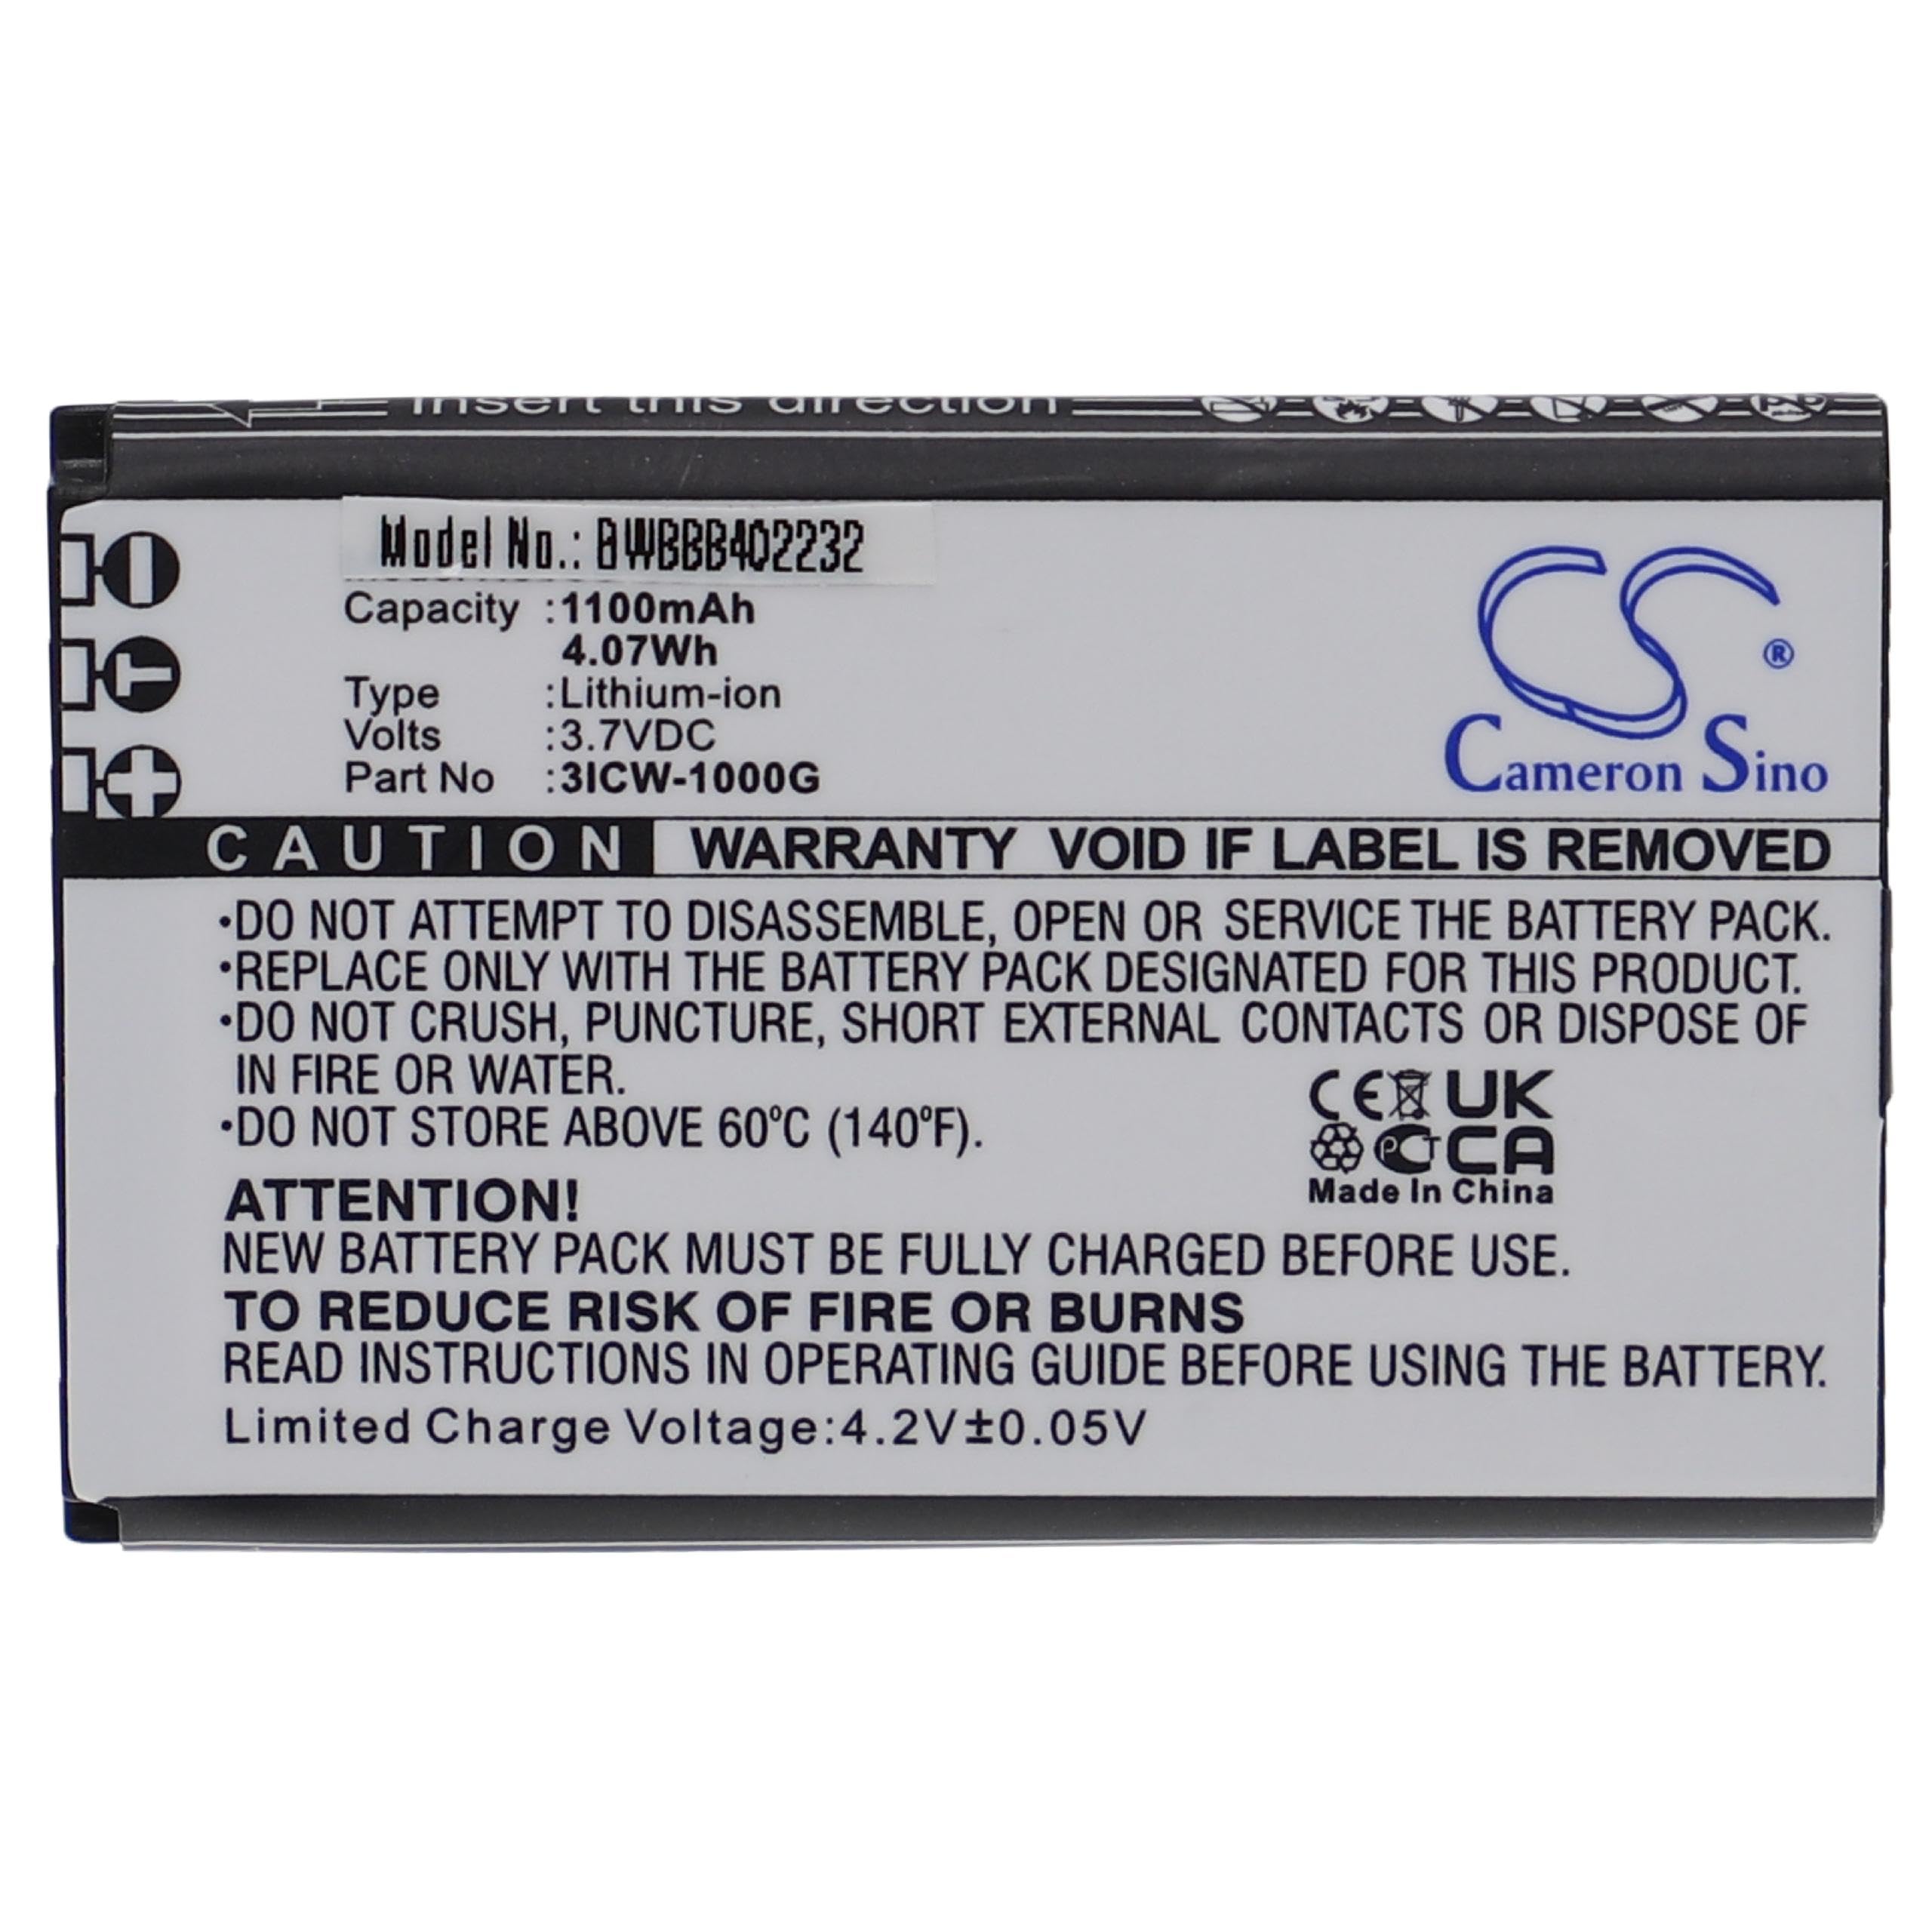 Insert this direction
Model No.: BWBBB402232
Capacity :1100mAh
4.07Wh
Type :Lithium-ion
Volts :3.7VDC
Part No :3ICW-1000G
CS ®
Cameron Sino
CAUTION WARRANTY VOID IF LABEL IS REMOVED
•DO NOT ATTEMPT TO DISASSEMBLE, OPEN OR SERVICE THE BATTERY PACK.
•REPLACE ONLY WITH THE BATTERY PACK DESIGNATED FOR THIS PRODUCT.
•DO NOT CRUSH, PUNCTURE, SHORT EXTERNAL CONTACTS OR DISPOSE OF
IN FIRE OR WATER.
•DO NOT STORE ABOVE 60°C (140°F).
CE UK
PCT CA
Made In China
ATTENTION!
NEW BATTERY PACK MUST BE FULLY CHARGED BEFORE USE.
TO REDUCE RISK OF FIRE OR BURNS
READ INSTRUCTIONS IN OPERATING GUIDE BEFORE USING THE BATTERY.
Limited Charge Voltage:4.2V±0.05V